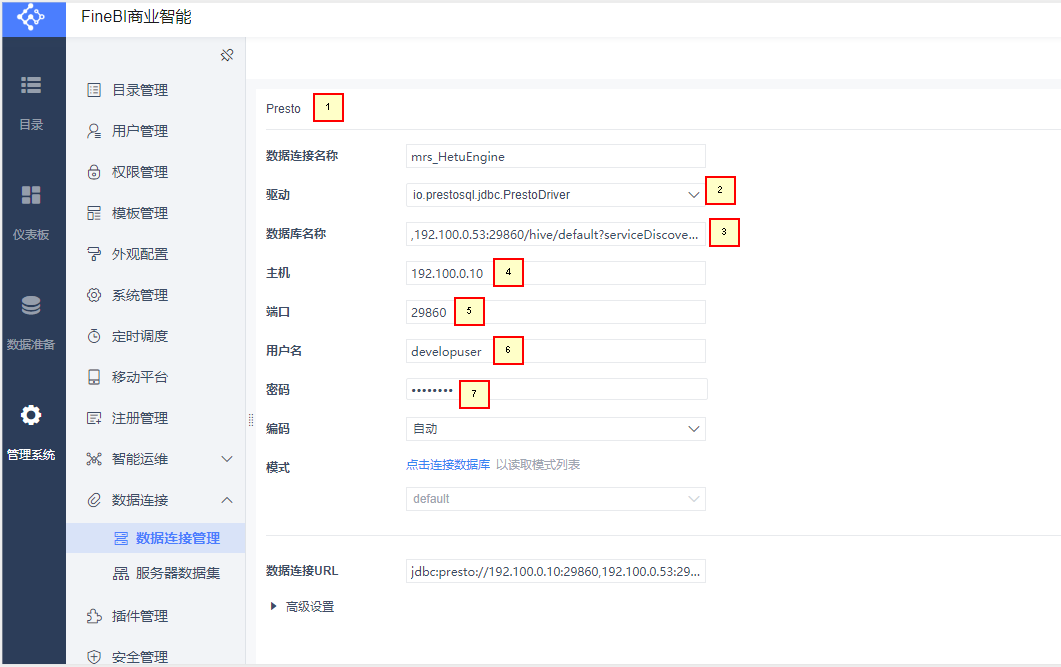 FineBI商业智能
目录
仪表板
数据准备
管理系统
目录管理
用户管理
权限管理
模板管理
外观配置
系统管理
定时调度
移动平台
注册管理
智能运维
数据连接
数据连接管理
服务器数据集
插件管理
安全管理
Presto 1
数据连接名称 mrs_HetuEngine
驱动 io.prestosql.jdbc.PrestoDriver 2
数据库名称 ,192.100.0.53:29860/hive/default?serviceDiscove... 3
主机 192.100.0.10 4
端口 29860 5
用户名 developuser 6
密码 •••••••• 7
编码 自动
模式 点击连接数据库 以读取模式列表
default
数据连接URL jdbc:presto://192.100.0.10:29860,192.100.0.53:29...
高级设置